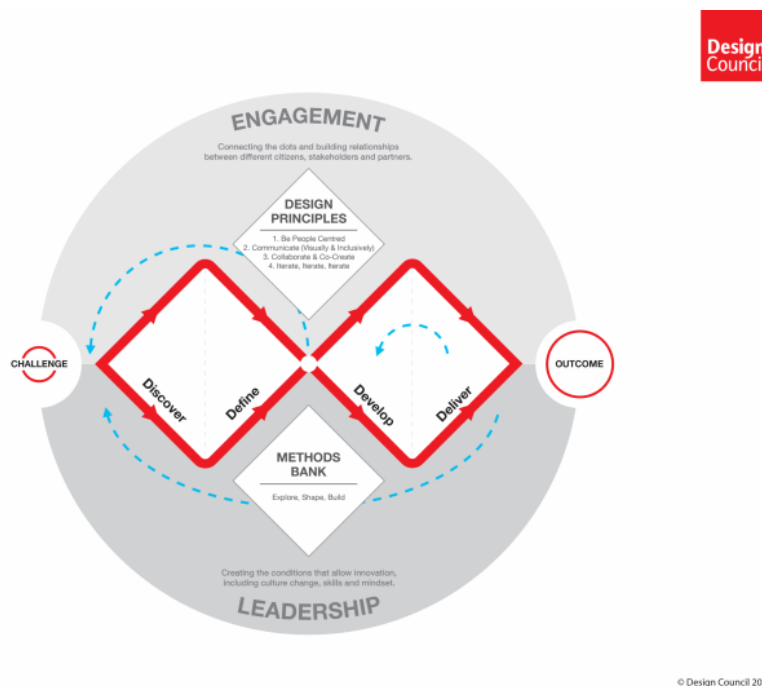 Design
Council
ENGAGEMENT
Connecting the dots and building relationships
between different citizens, stakeholders and partners.
DESIGN
PRINCIPLES
1. Be People Centred
2. Communicate (Visually & Inclusively)
3. Collaborate & Co-Create
4. Iterate, Iterate, Iterate
CHALLENGE
OUTCOME
Discover
Define
Develop
Deliver
METHODS
BANK
Explore, Shape, Build
Creating the conditions that allow innovation,
including culture change, skills and mindset.
LEADERSHIP
© Design Council 20